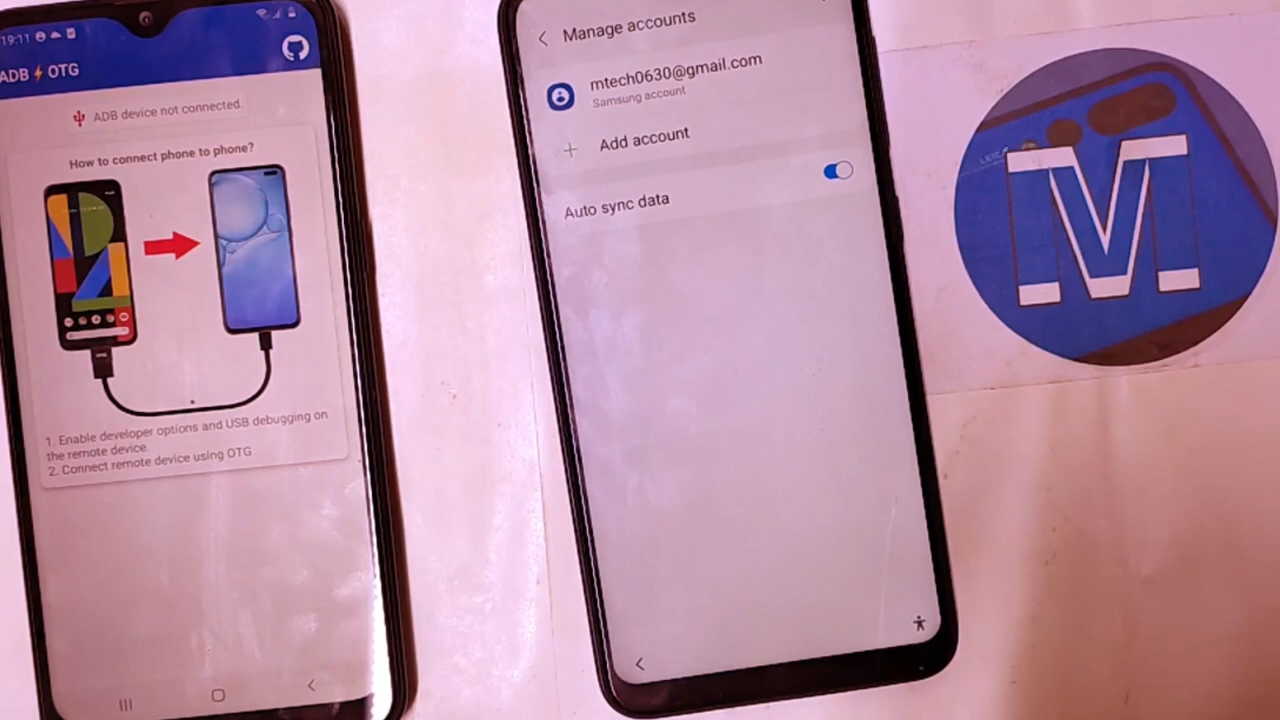 19:11
ADB⚡OTG
ADB device not connected.
How to connect phone to phone?
1. Enable developer options and USB debugging on
the remote device.
2. Connect remote device using OTG
Manage accounts
mtech0630@gmail.com
Samsung account
Add account
Auto sync data
LEICA
M